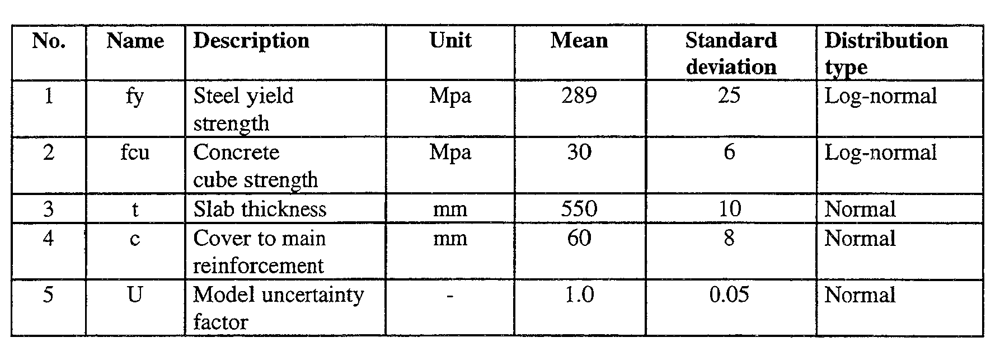 No. Name Description Unit Mean Standard deviation Distribution type
1 fy Steel yield strength Mpa 289 25 Log-normal
2 fcu Concrete cube strength Mpa 30 6 Log-normal
3 t Slab thickness mm 550 10 Normal
4 c Cover to main reinforcement mm 60 8 Normal
5 U Model uncertainty factor - 1.0 0.05 Normal